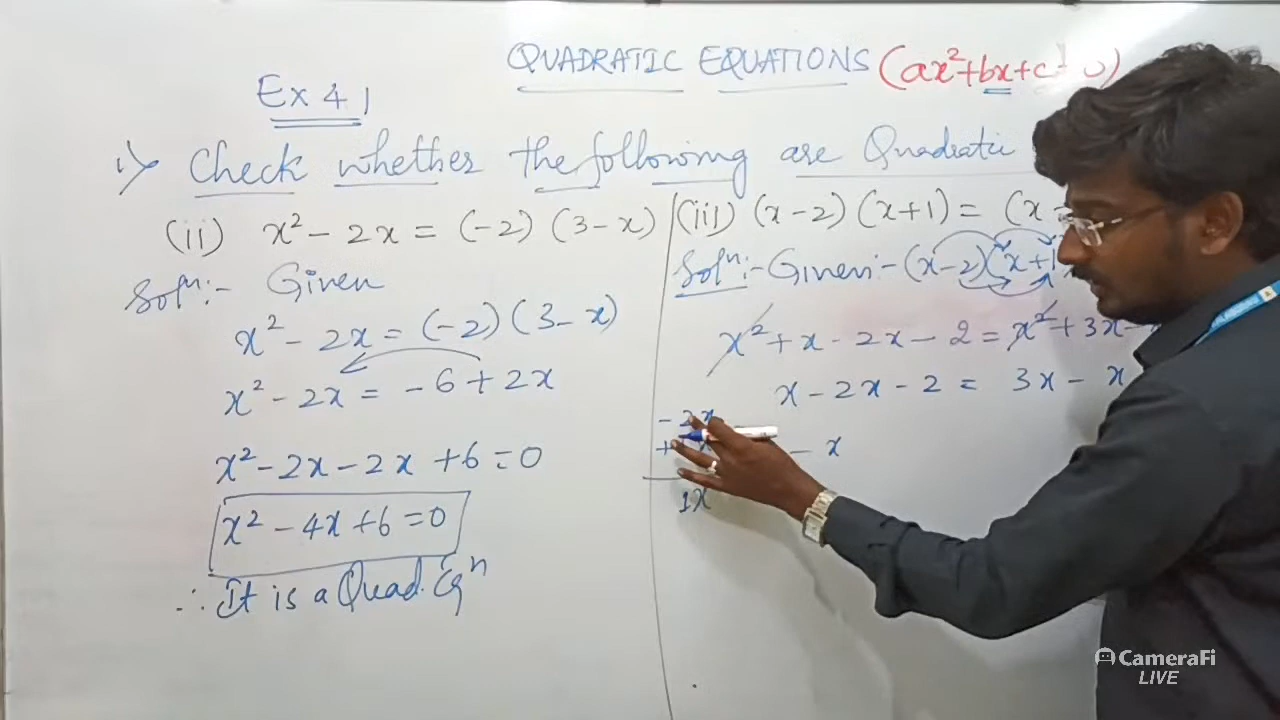 QUADRATIC EQUATIONS (ax²+bx+c=0)
Ex 4.1
i) Check whether the following are Quadratic
(ii) x² - 2x = (-2) (3-x)
Solⁿ:- Given
x² - 2x = (-2) (3-x)
x² - 2x = -6 + 2x
x² - 2x - 2x + 6 = 0
x² - 4x + 6 = 0
∴ It is a Quad. Eqⁿ
(iii) (x-2) (x+1) = (x
Solⁿ:- Given:- (x-2) (x+1
x² + x - 2x - 2 = x² + 3x -
x - 2x - 2 = 3x - x
- x
-2x
+
1x
CameraFi
LIVE